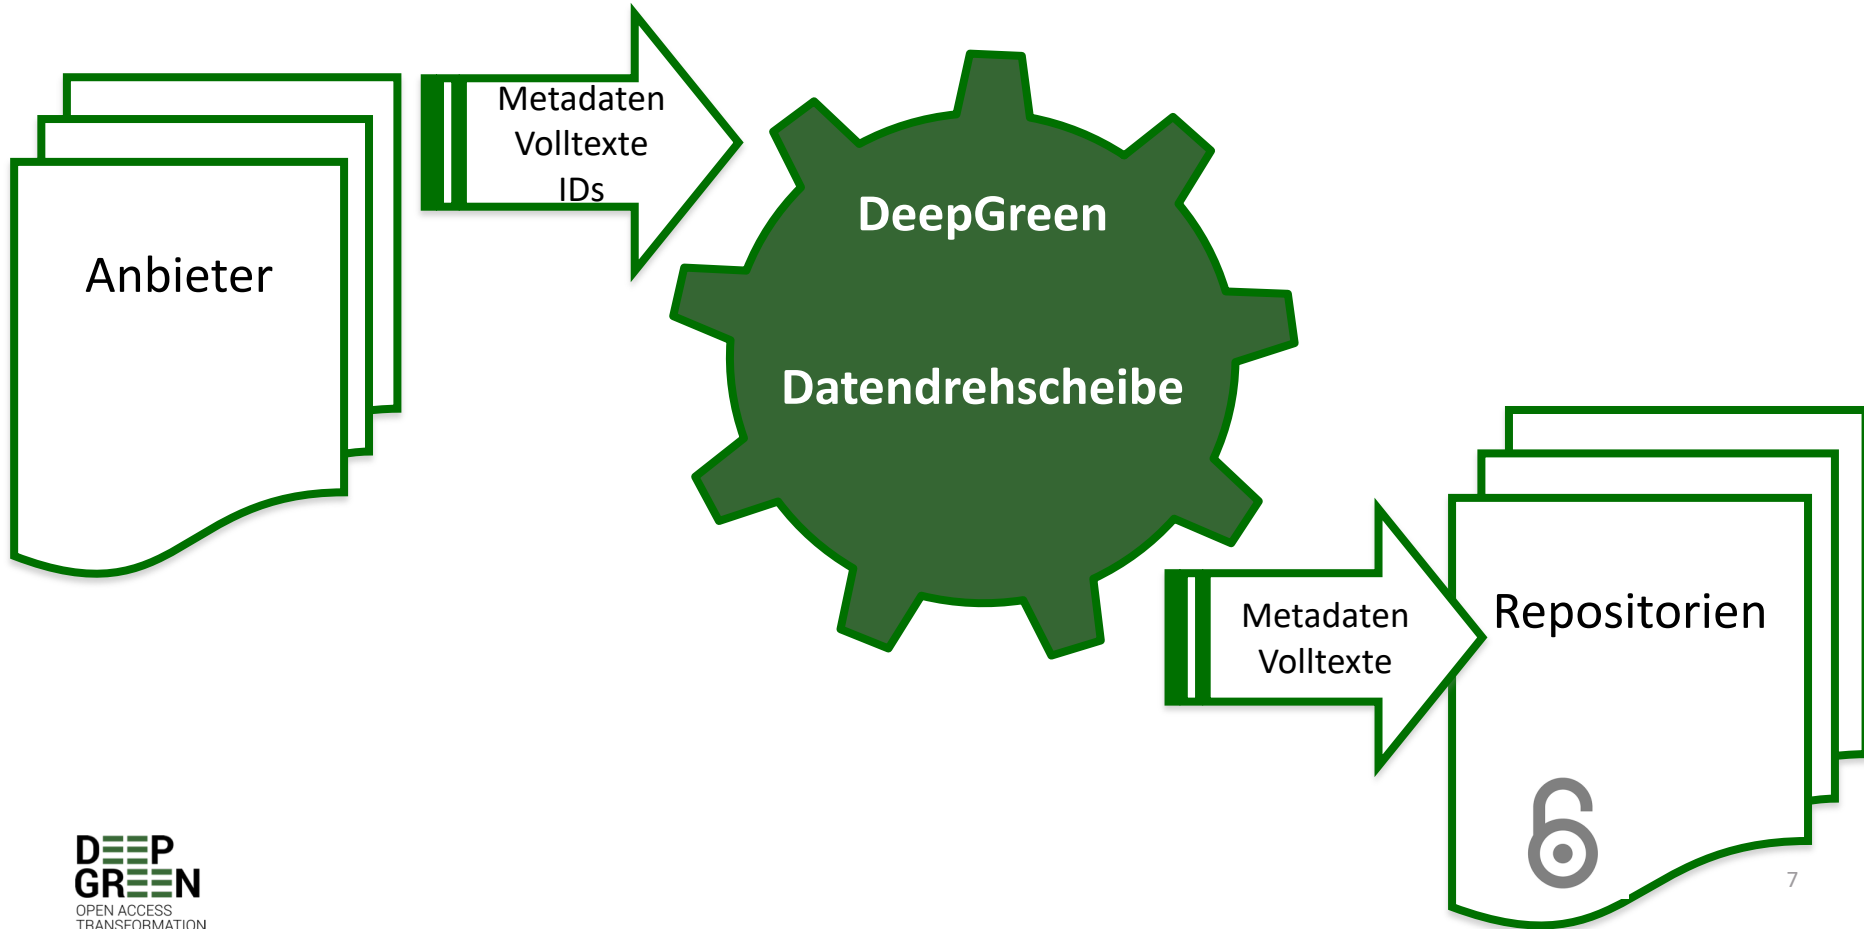 Anbieter
Metadaten
Volltexte
IDs
DeepGreen
Datendrehscheibe
Metadaten
Volltexte
Repositorien
DEEP
GREEN
OPEN ACCESS
TRANSFORMATION
7